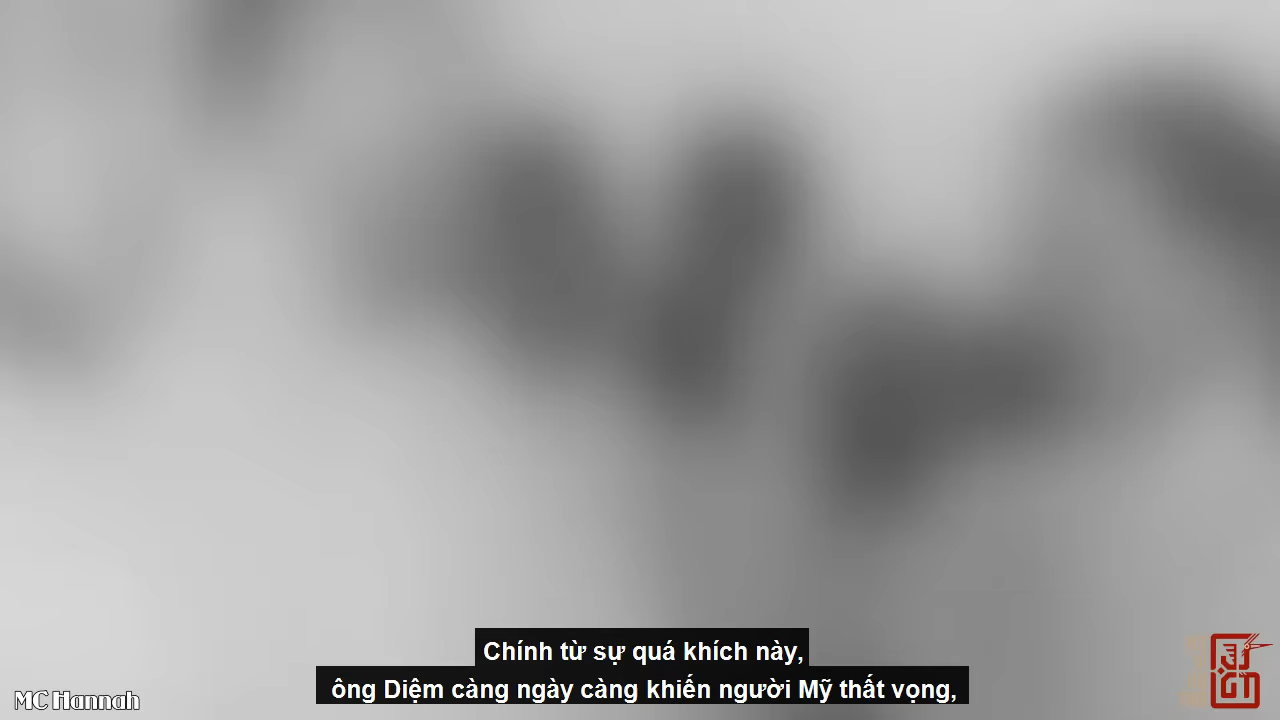 Chính từ sự quá khích này,
ông Diệm càng ngày càng khiến người Mỹ thất vọng,
MC Hannah